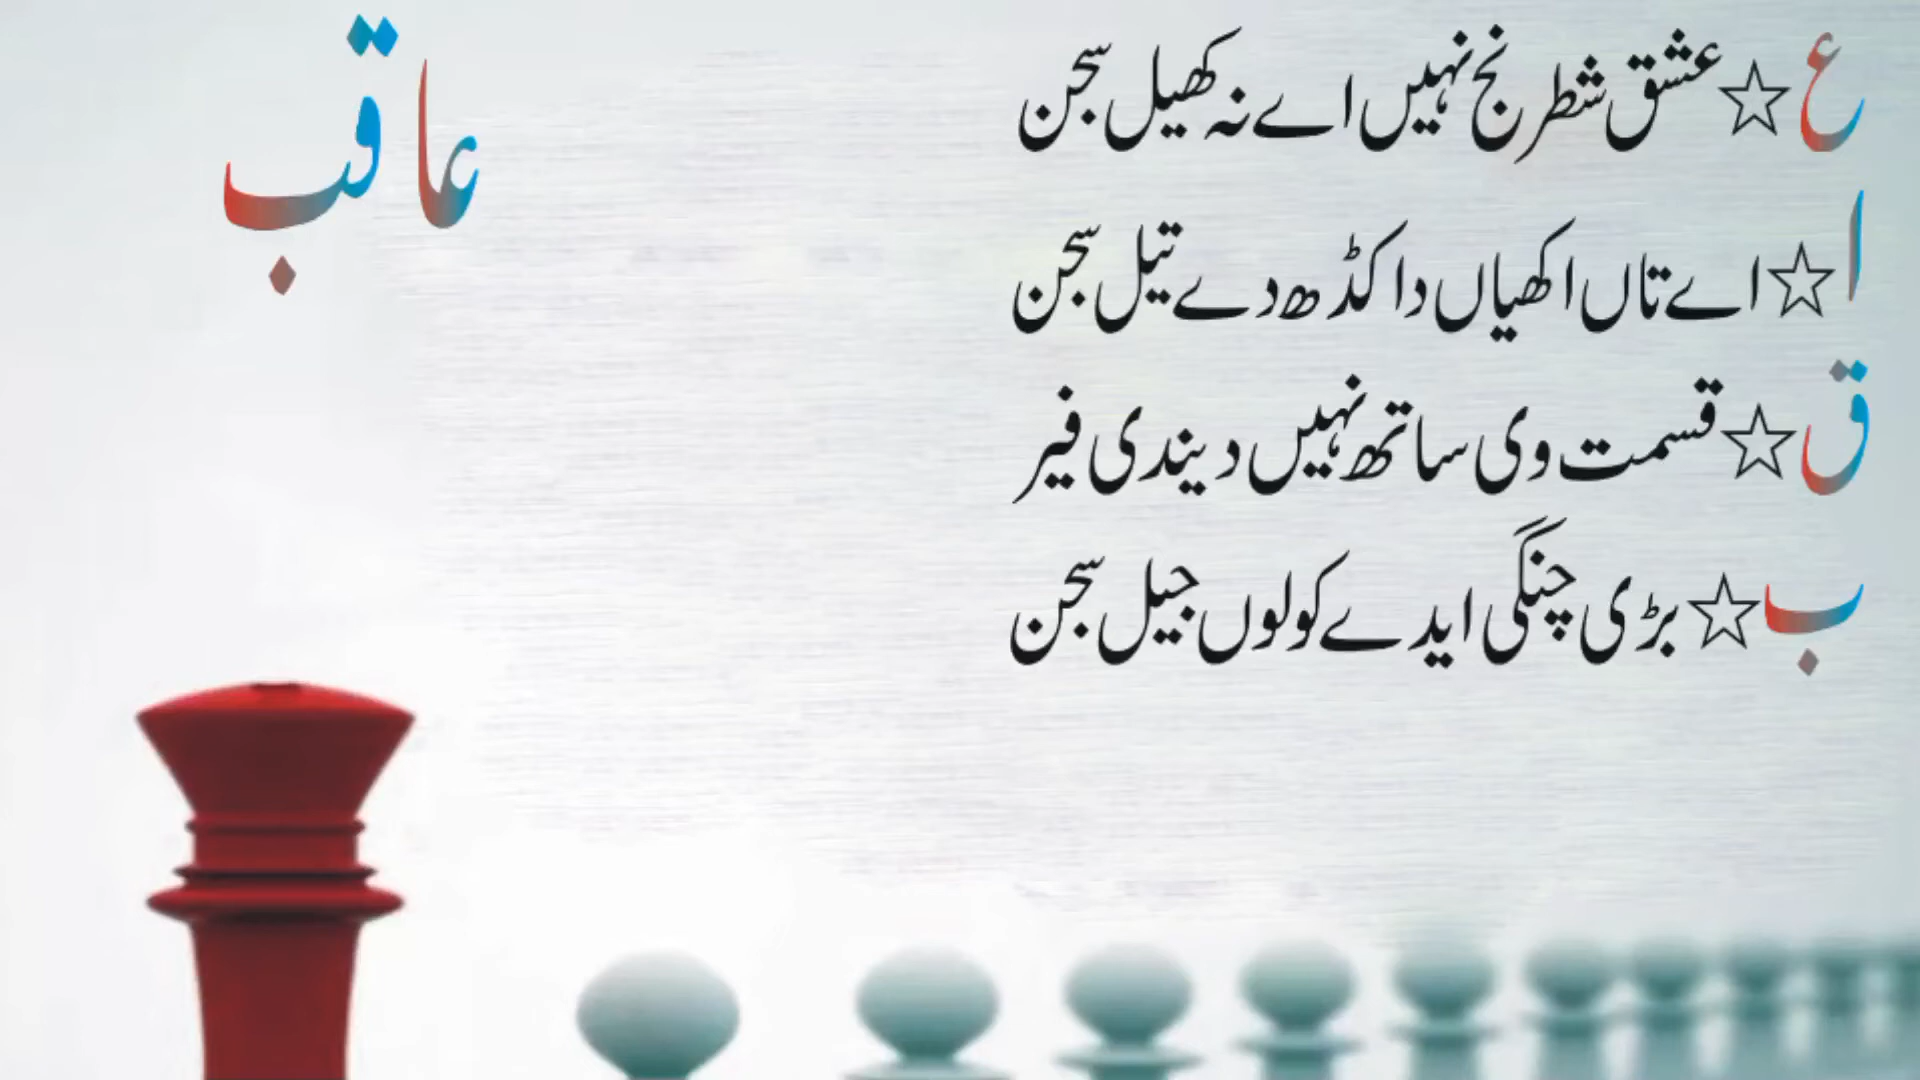 عاقب
ع☆عشق شطرنج نہیں اے نہ کھیل سجن
ا☆اے تاں اکھیاں دا کڈھ دے تیل سجن
ق☆قسمت وی ساتھ نہیں دیندی فیر
ب☆بڑی چنگی ایدے کولوں جیل سجن